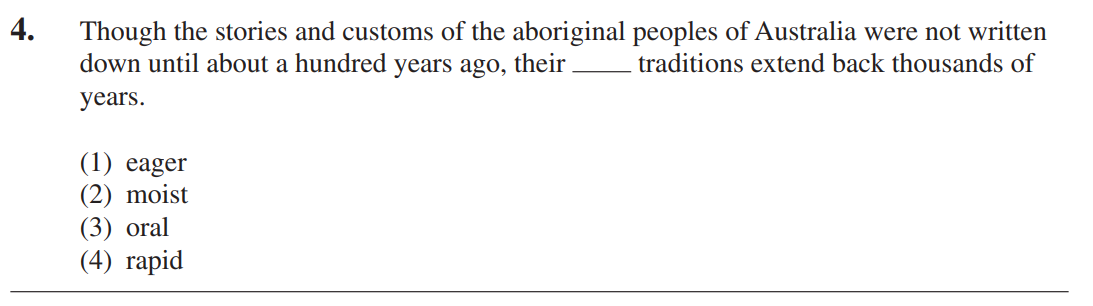 4. Though the stories and customs of the aboriginal peoples of Australia were not written
down until about a hundred years ago, their ____ traditions extend back thousands of
years.
(1) eager
(2) moist
(3) oral
(4) rapid